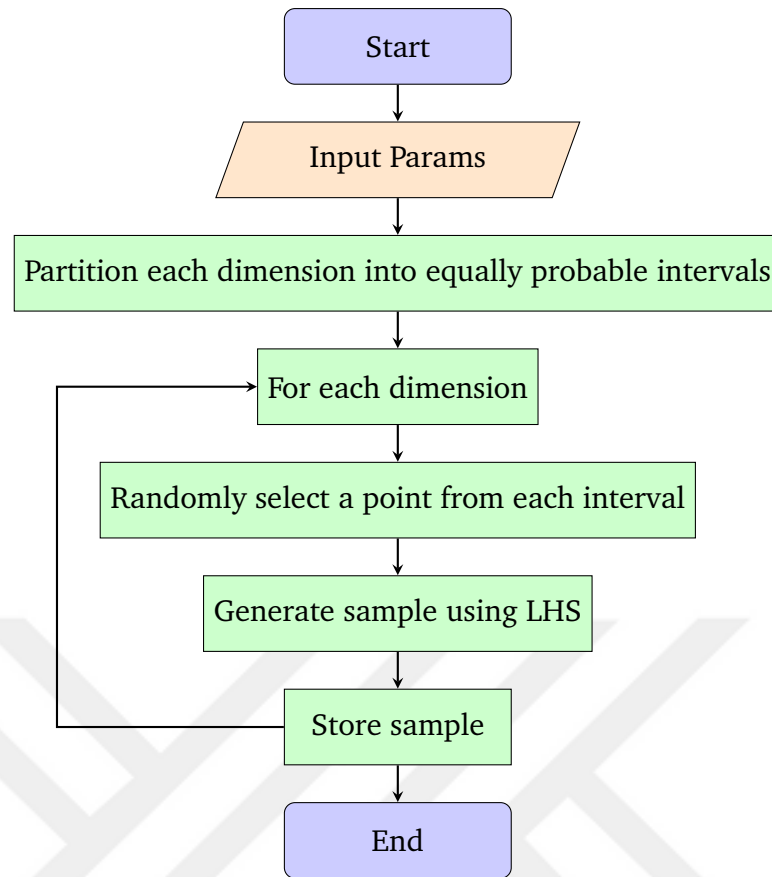 Start
Input Params
Partition each dimension into equally probable intervals
For each dimension
Randomly select a point from each interval
Generate sample using LHS
Store sample
End